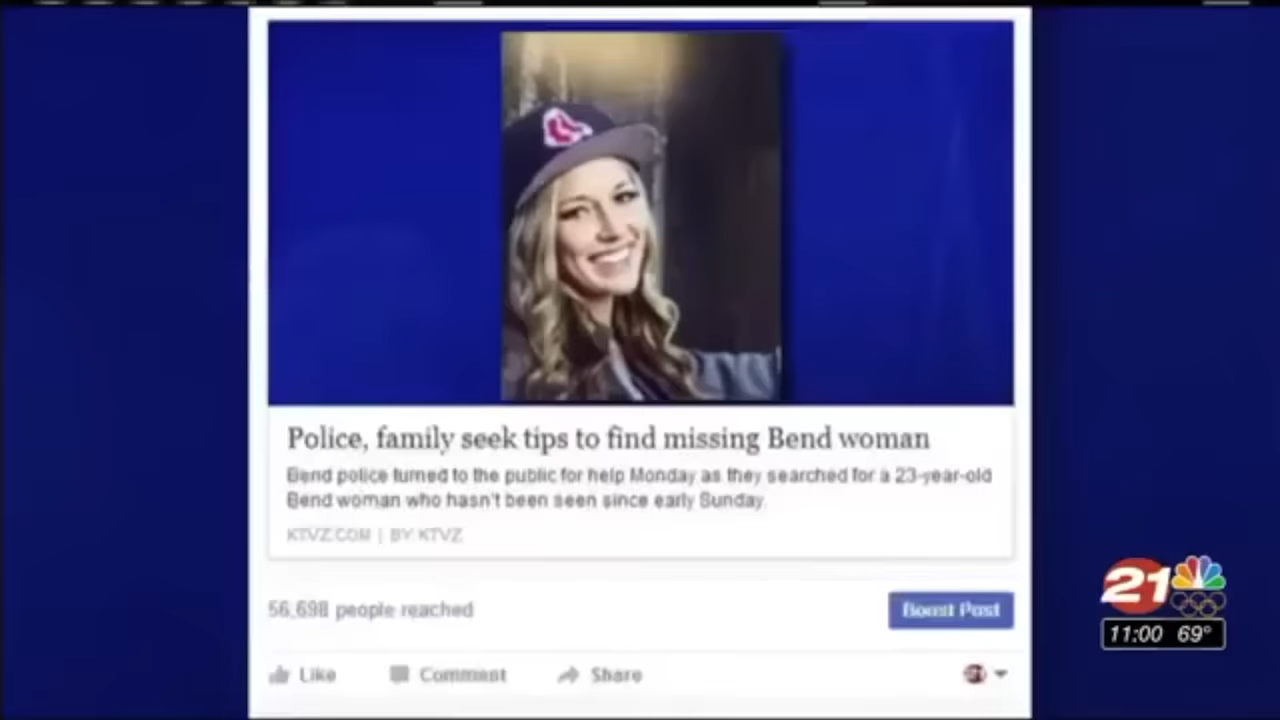 Police, family seek tips to find missing Bend woman
Bend police turned to the public for help Monday as they searched for a 23-year-old
Bend woman who hasn't been seen since early Sunday.
KTVZ.COM | BY KTVZ
56,698 people reached
Boost Post
Like Comment Share
21
11:00 69°